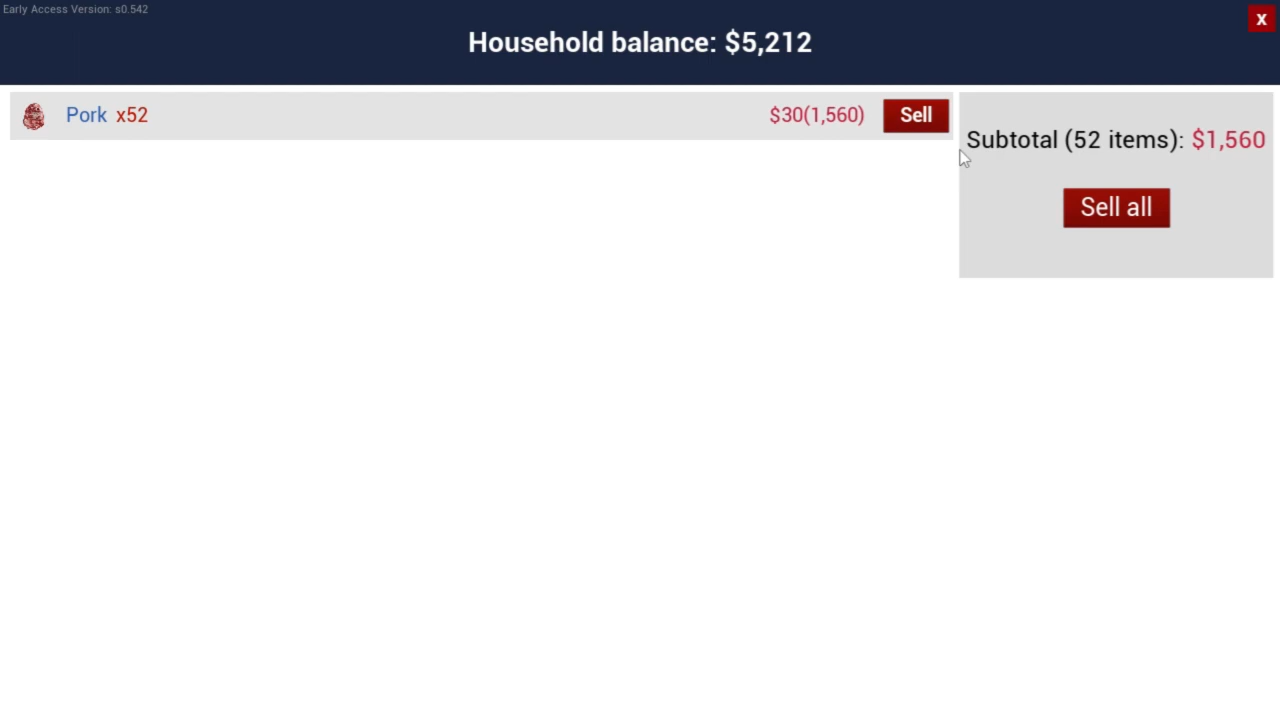 Early Access Version: s0.542
Household balance: $5,212
x
Pork x52 $30(1,560) Sell
Subtotal (52 items): $1,560
Sell all